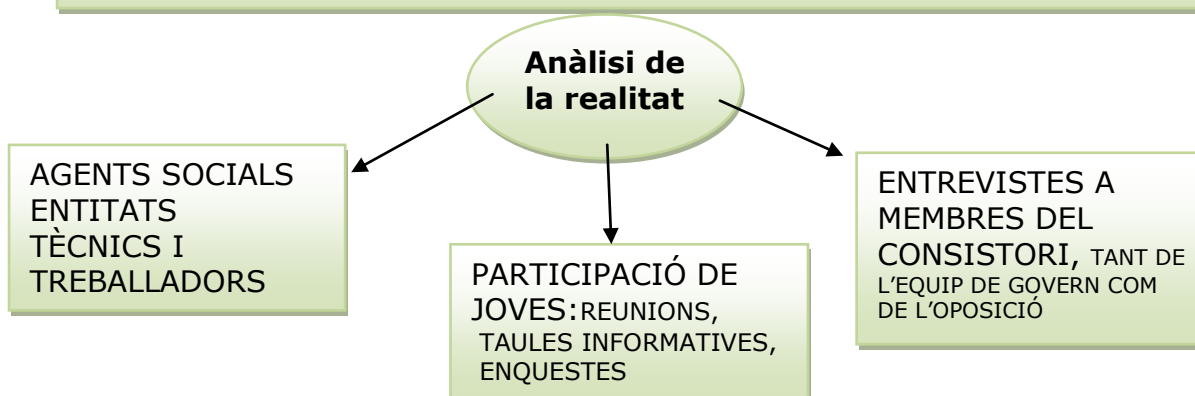 Anàlisi de
la realitat
AGENTS SOCIALS
ENTITATS
TÈCNICS I
TREBALLADORS
PARTICIPACIÓ DE
JOVES:REUNIONS,
TAULES INFORMATIVES,
ENQUESTES
ENTREVISTES A
MEMBRES DEL
CONSISTORI, TANT DE
L’EQUIP DE GOVERN COM
DE L’OPOSICIÓ